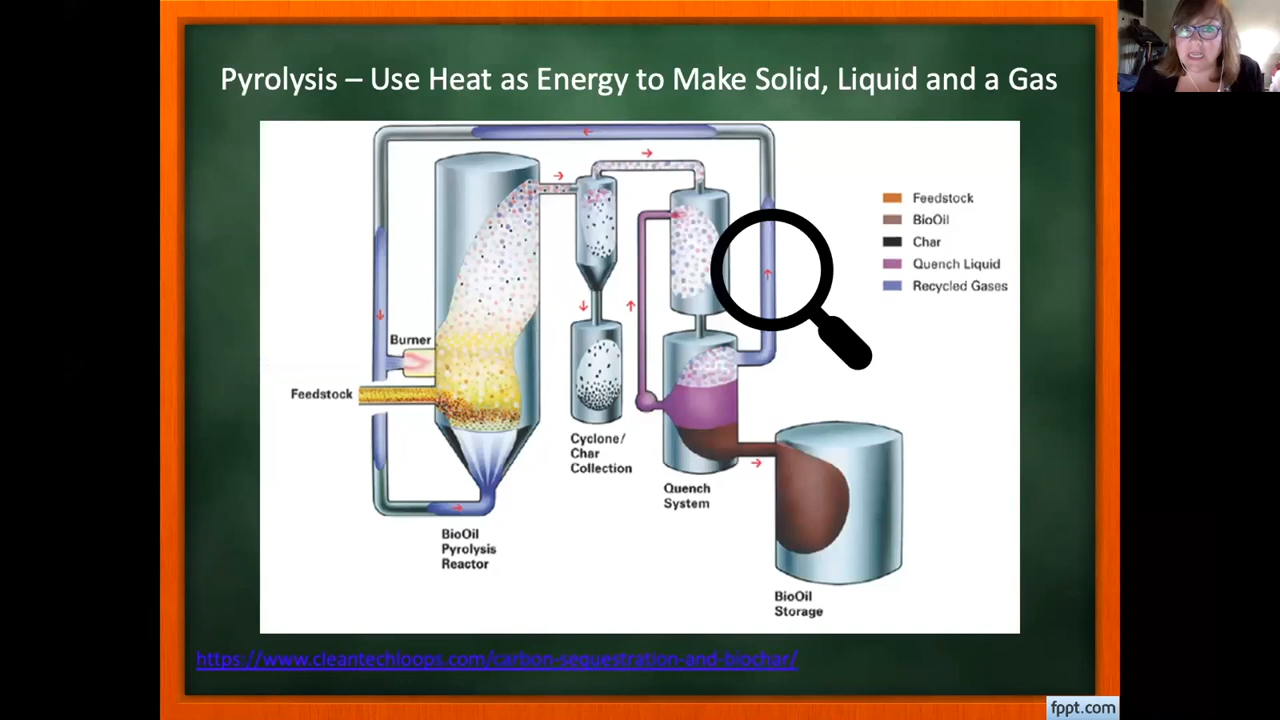 Pyrolysis – Use Heat as Energy to Make Solid, Liquid and a Gas
Feedstock
BioOil
Char
Quench Liquid
Recycled Gases
Burner
Feedstock
Cyclone/
Char
Collection
Quench
System
BioOil
Pyrolysis
Reactor
BioOil
Storage
https://www.cleantechloops.com/carbon-sequestration-and-biochar/
fppt.com